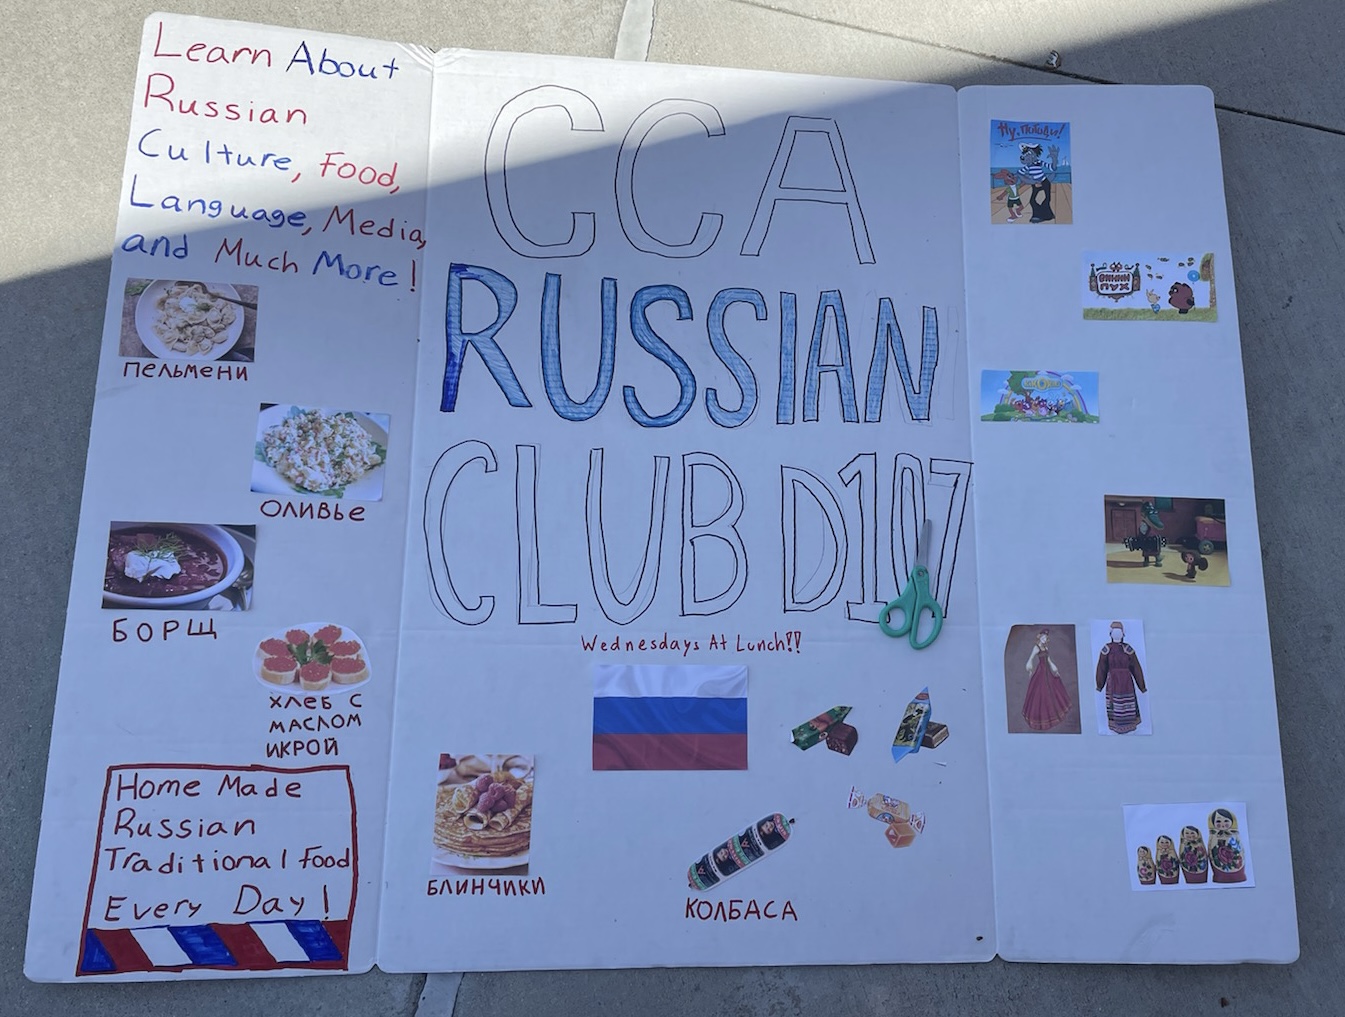 Learn About
Russian
Culture, Food,
Language, Media,
and Much More!
пельмени
оливье
БОРЩ
хлеб с
маслом
икрой
Home Made
Russian
Traditional Food
Every Day!
CCA
RUSSIAN
CLUB D107
Wednesdays At Lunch!!
БЛИНЧИКИ
КОЛБАСА
Ну, погоди!
ВИННИ
ПУХ